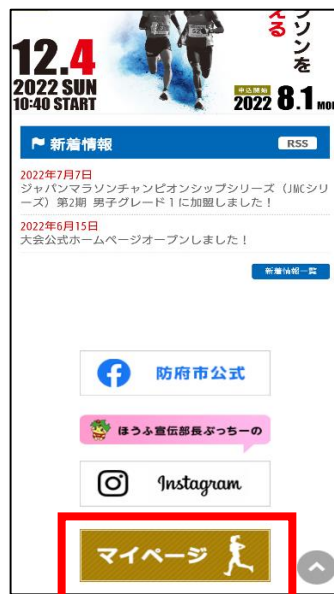 ソンを
る
12.4
2022 SUN
10:40 START
申込開始
2022 8.1 MON
新着情報
RSS
2022年7月7日
ジャパンマラソンチャンピオンシップシリーズ（JMCシリ
ーズ）第2期 男子グレード１に加盟しました！
2022年6月15日
大会公式ホームページオープンしました！
新着情報一覧
防府市公式
ほうふ宣伝部長ぶっちーの
Instagram
マイページ